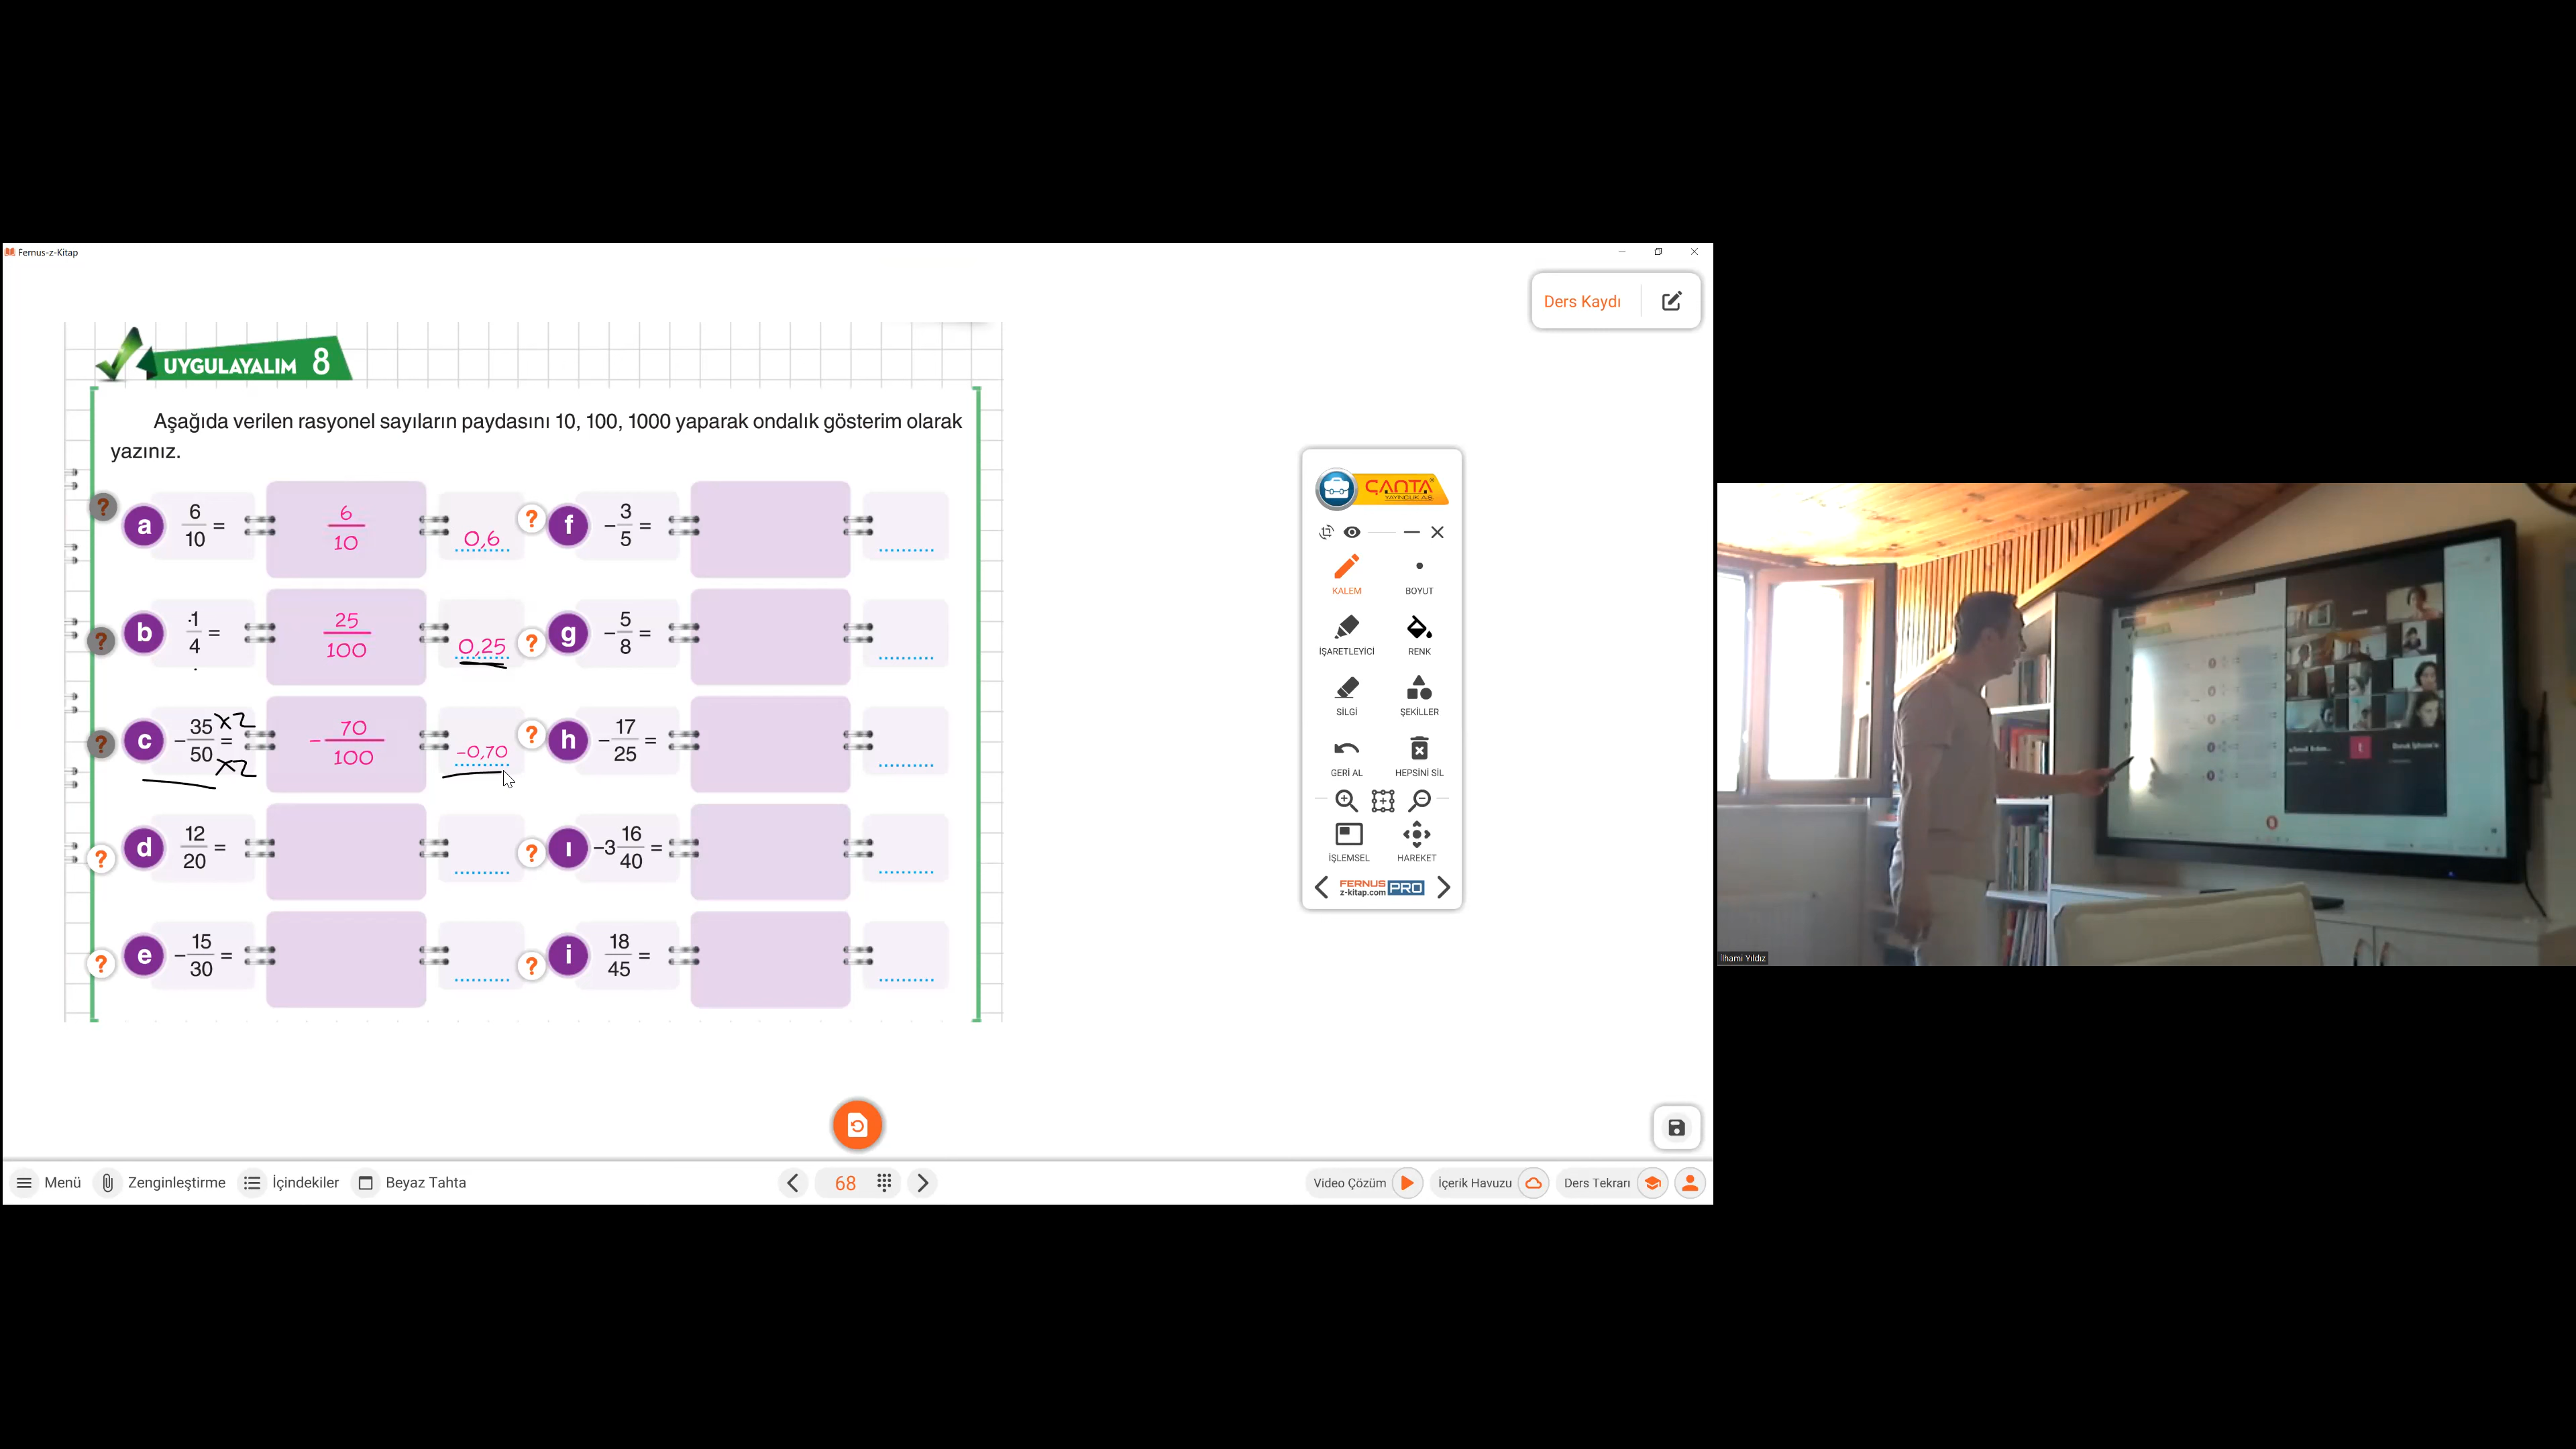 Fernus-z-Kitap
Ders Kaydı
UYGULAYALIM 8
Aşağıda verilen rasyonel sayıların paydasını 10, 100, 1000 yaparak ondalık gösterim olarak
yazınız.
? a 6/10 = 6/10 0,6
? b 1/4 = 25/100 0,25
? c -35/50 = x2 x2 -70/100 -0,70
? d 12/20 = ..........
? e -15/30 = ..........
? f -3/5 = ..........
? g -5/8 = ..........
? h -17/25 = ..........
? ı -3 16/40 = ..........
? i 18/45 = ..........
ÇANTA
YAYINCILIK A.Ş.
KALEM BOYUT
İŞARETLEYİCİ RENK
SİLGİ ŞEKİLLER
GERİ AL HEPSİNİ SİL
İŞLEMSEL HAREKET
FERNUS
z-kitap.com PRO
İlhami Yıldız
Menü Zenginleştirme İçindekiler Beyaz Tahta 68 Video Çözüm İçerik Havuzu Ders Tekrarı